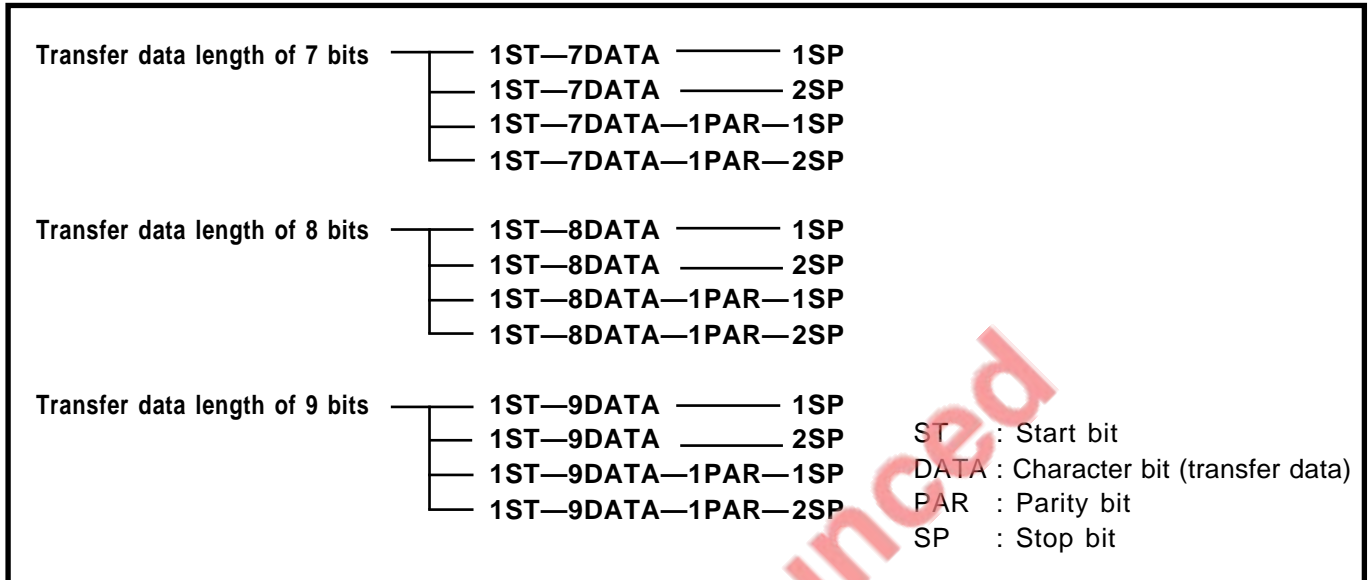 Transfer data length of 7 bits 1ST—7DATA 1SP
1ST—7DATA 2SP
1ST—7DATA—1PAR—1SP
1ST—7DATA—1PAR—2SP
Transfer data length of 8 bits 1ST—8DATA 1SP
1ST—8DATA 2SP
1ST—8DATA—1PAR—1SP
1ST—8DATA—1PAR—2SP
Transfer data length of 9 bits 1ST—9DATA 1SP
1ST—9DATA 2SP
1ST—9DATA—1PAR—1SP
1ST—9DATA—1PAR—2SP
ST : Start bit
DATA : Character bit (transfer data)
PAR : Parity bit
SP : Stop bit